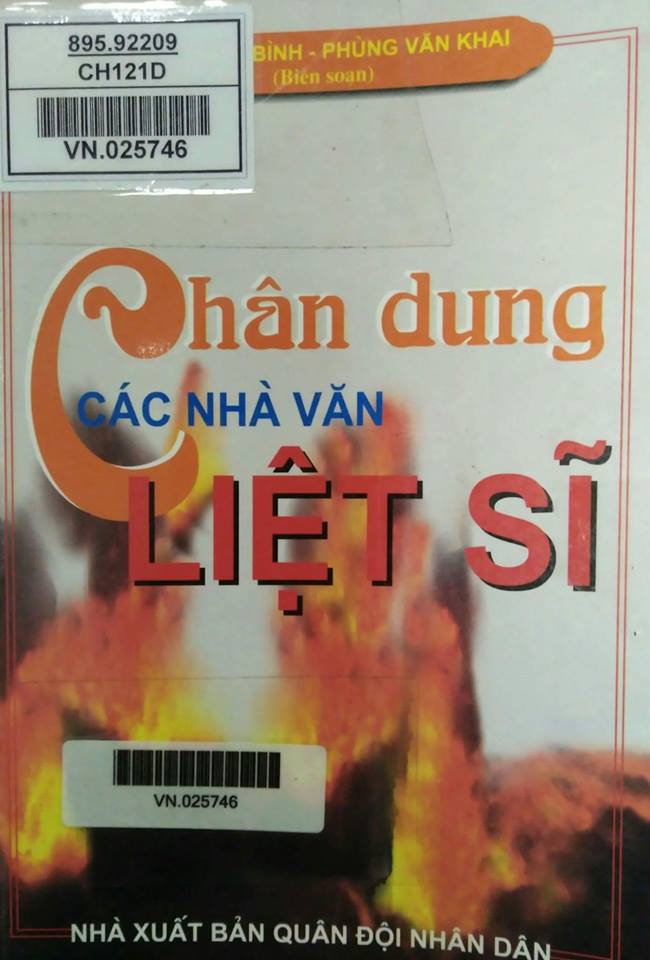 895.92209
CH121D
VN.025746
BÌNH - PHÙNG VĂN KHAI
(Biên soạn)
Chân dung
CÁC NHÀ VĂN
LIỆT SĨ
VN.025746
NHÀ XUẤT BẢN QUÂN ĐỘI NHÂN DÂN